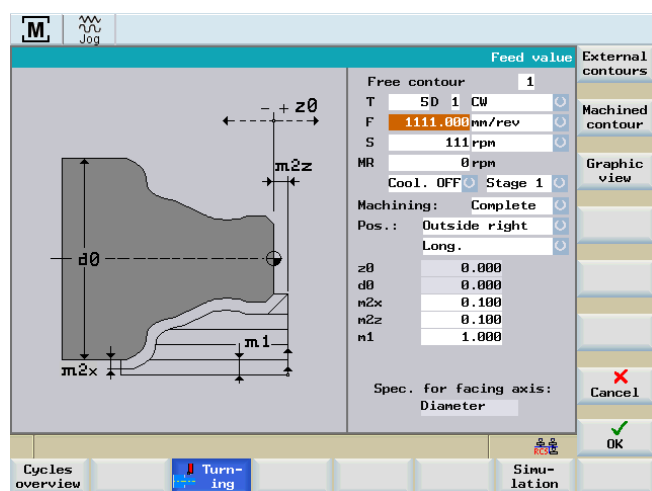 M
Jog
Feed value
External
contours
Machined
contour
Graphic
view
Cancel
OK
- + z0
m2z
d0
m1
m2x
Free contour 1
T 5 D 1 CW
F 1111.000 mm/rev
S 111 rpm
MR 0 rpm
Cool. OFF Stage 1
Machining: Complete
Pos.: Outside right
Long.
z0 0.000
d0 0.000
m2x 0.100
m2z 0.100
m1 1.000
Spec. for facing axis:
Diameter
RCS
Cycles
overview
Turn-
ing
Simu-
lation